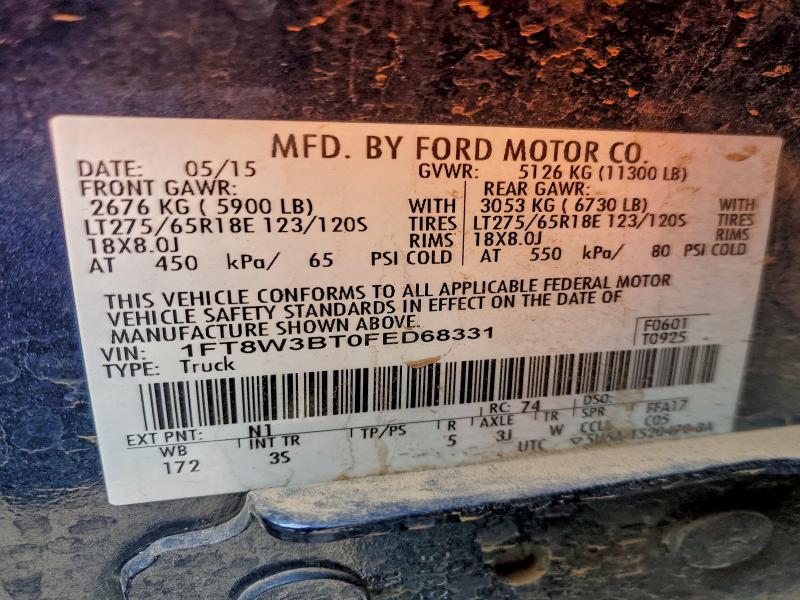 MFD. BY FORD MOTOR CO.
DATE: 05/15 GVWR: 5126 KG (11300 LB)
FRONT GAWR: REAR GAWR:
2676 KG ( 5900 LB) WITH 3053 KG ( 6730 LB) WITH
LT275/65R18E 123/120S TIRES LT275/65R18E 123/120S TIRES
18X8.0J RIMS 18X8.0J RIMS
AT 450 kPa/ 65 PSI COLD AT 550 kPa/ 80 PSI COLD
THIS VEHICLE CONFORMS TO ALL APPLICABLE FEDERAL MOTOR
VEHICLE SAFETY STANDARDS IN EFFECT ON THE DATE OF
MANUFACTURE SHOWN ABOVE.
VIN: 1FT8W3BT0FED68331 F0601
TYPE: Truck T0925
RC: 74 DSO:
EXT PNT: N1 FFA17
WB INT TR TP/PS R AXLE TR SPR
172 3S 5 3J W CCLL C05
UTC